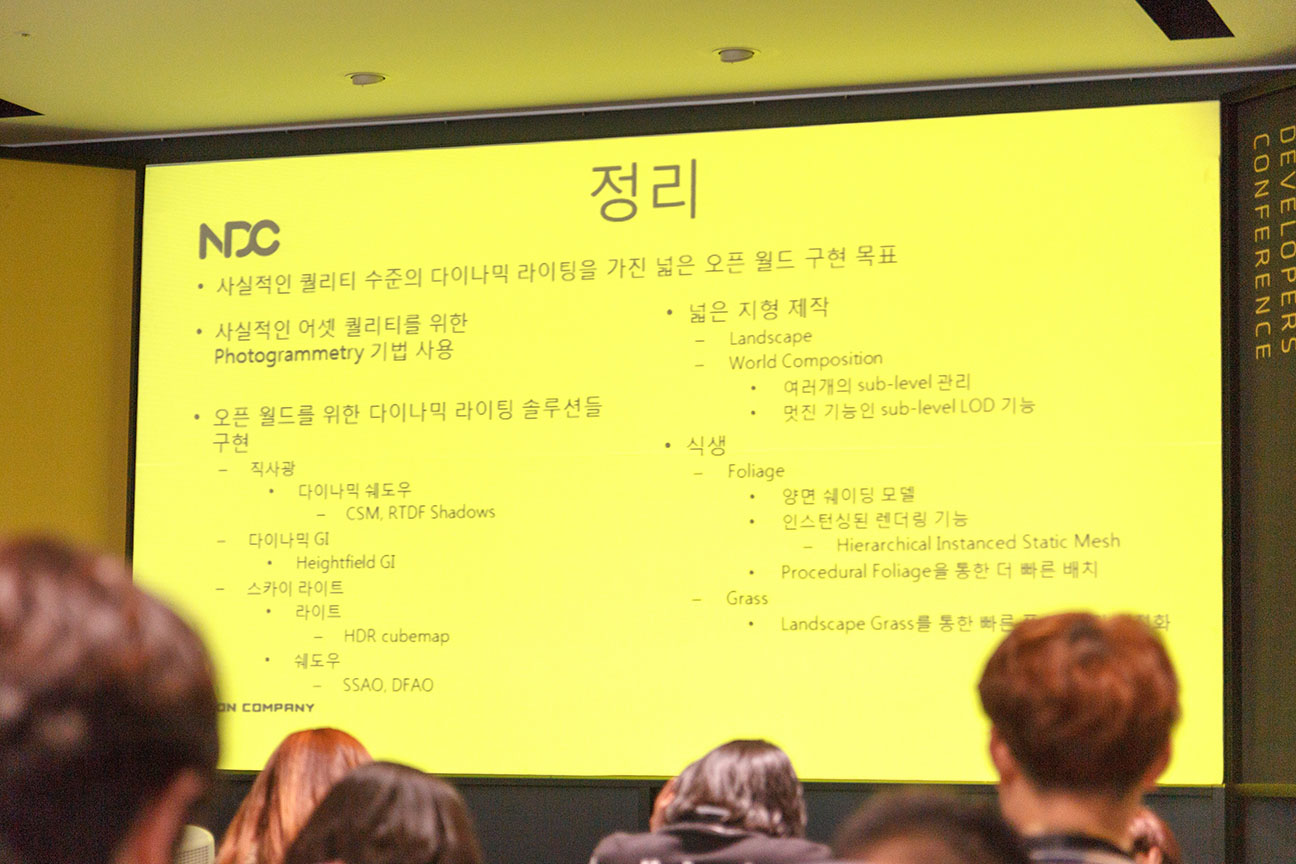 정리
NDC
• 사실적인 퀄리티 수준의 다이나믹 라이팅을 가진 넓은 오픈 월드 구현 목표
• 사실적인 어셋 퀄리티를 위한
Photogrammetry 기법 사용
• 오픈 월드를 위한 다이나믹 라이팅 솔루션들
구현
– 직사광
• 다이나믹 쉐도우
– CSM, RTDF Shadows
– 다이나믹 GI
• Heightfield GI
– 스카이 라이트
• 라이트
– HDR cubemap
• 쉐도우
– SSAO, DFAO
• 넓은 지형 제작
– Landscape
– World Composition
• 여러개의 sub-level 관리
• 멋진 기능인 sub-level LOD 기능
• 식생
– Foliage
• 양면 쉐이딩 모델
• 인스턴싱된 렌더링 기능
– Hierarchical Instanced Static Mesh
• Procedural Foliage을 통한 더 빠른 배치
– Grass
• Landscape Grass를 통한 빠른
COMPANY
DEVELOPERS
CONFERENCE